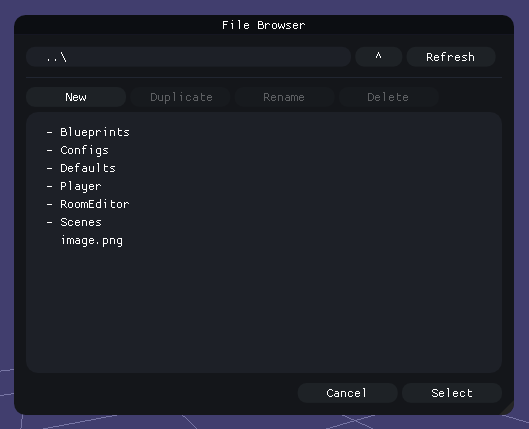 File Browser
..\ ^ Refresh
New Duplicate Rename Delete
- Blueprints
- Configs
- Defaults
- Player
- RoomEditor
- Scenes
image.png
Cancel Select